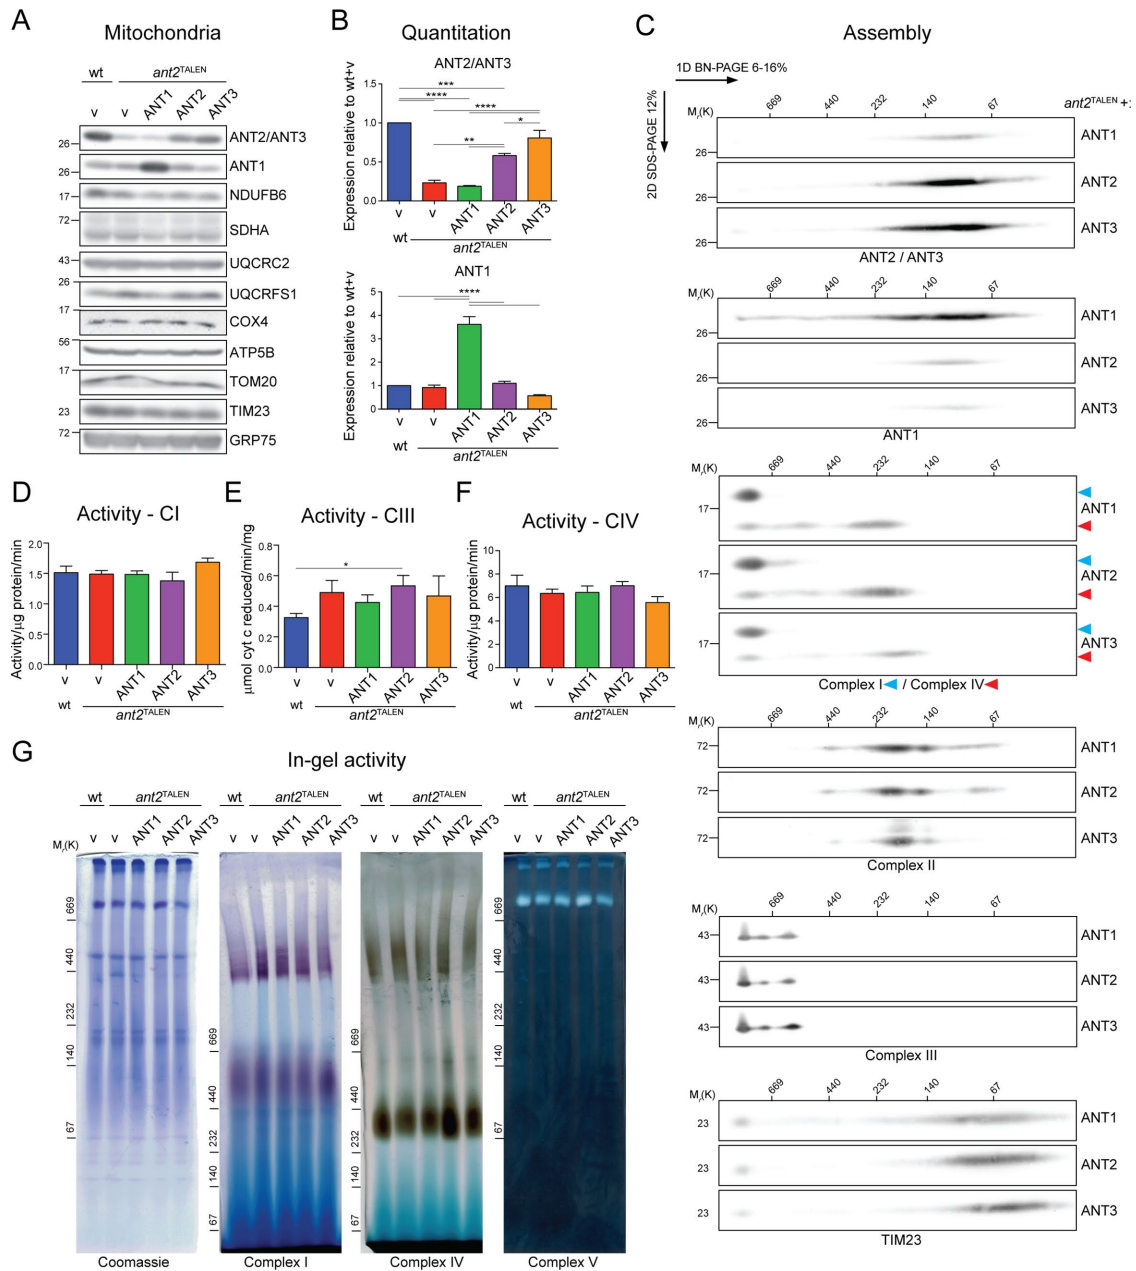 A
Mitochondria
wt
ant2TALEN
v
v
ANT1
ANT2
ANT3
26
ANT2/ANT3
26
ANT1
17
NDUFB6
72
SDHA
43
UQCRC2
26
UQCRFS1
17
COX4
56
ATP5B
17
TOM20
23
TIM23
72
GRP75
B
Quantitation
ANT2/ANT3
Expression relative to wt+v
1.5
1.0
0.5
0.0
***
****
****
*
**
v
v
ANT1
ANT2
ANT3
wt
ant2TALEN
ANT1
Expression relative to wt+v
5
4
3
2
1
0
****
v
v
ANT1
ANT2
ANT3
wt
ant2TALEN
C
Assembly
1D BN-PAGE 6-16%
2D SDS-PAGE 12%
ant2TALEN +:
Mr(K)
669
440
232
140
67
26
ANT1
26
ANT2
26
ANT3
ANT2 / ANT3
Mr(K)
669
440
232
140
67
26
ANT1
26
ANT2
26
ANT3
ANT1
Mr(K)
669
440
232
140
67
17
ANT1
17
ANT2
17
ANT3
Complex I / Complex IV
Mr(K)
669
440
232
140
67
72
ANT1
72
ANT2
72
ANT3
Complex II
Mr(K)
669
440
232
140
67
43
ANT1
43
ANT2
43
ANT3
Complex III
Mr(K)
669
440
232
140
67
23
ANT1
23
ANT2
23
ANT3
TIM23
D
Activity - CI
Activity/µg protein/min
2.0
1.5
1.0
0.5
0.0
v
v
ANT1
ANT2
ANT3
wt
ant2TALEN
E
Activity - CIII
µmol cyt c reduced/min/mg
0.8
0.6
0.4
0.2
0.0
*
v
v
ANT1
ANT2
ANT3
wt
ant2TALEN
F
Activity - CIV
Activity/µg protein/min
10
8
6
4
2
0
v
v
ANT1
ANT2
ANT3
wt
ant2TALEN
G
In-gel activity
wt
ant2TALEN
v
v
ANT1
ANT2
ANT3
Mr(K)
669
440
232
140
67
Coomassie
wt
ant2TALEN
v
v
ANT1
ANT2
ANT3
669
440
232
140
67
Complex I
wt
ant2TALEN
v
v
ANT1
ANT2
ANT3
669
440
232
140
67
Complex IV
wt
ant2TALEN
v
v
ANT1
ANT2
ANT3
669
440
232
140
67
Complex V